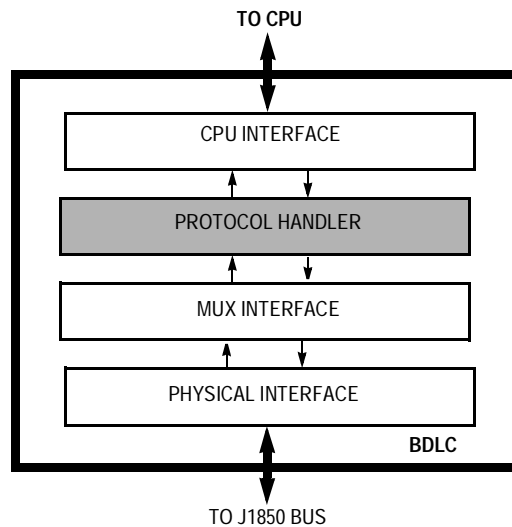 TO CPU
CPU INTERFACE
PROTOCOL HANDLER
MUX INTERFACE
PHYSICAL INTERFACE
BDLC
TO J1850 BUS